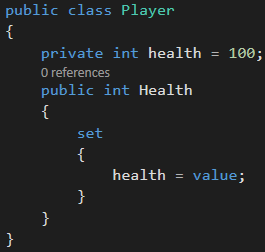 public class Player
{
    private int health = 100;
    0 references
    public int Health
    {
        set
        {
            health = value;
        }
    }
}